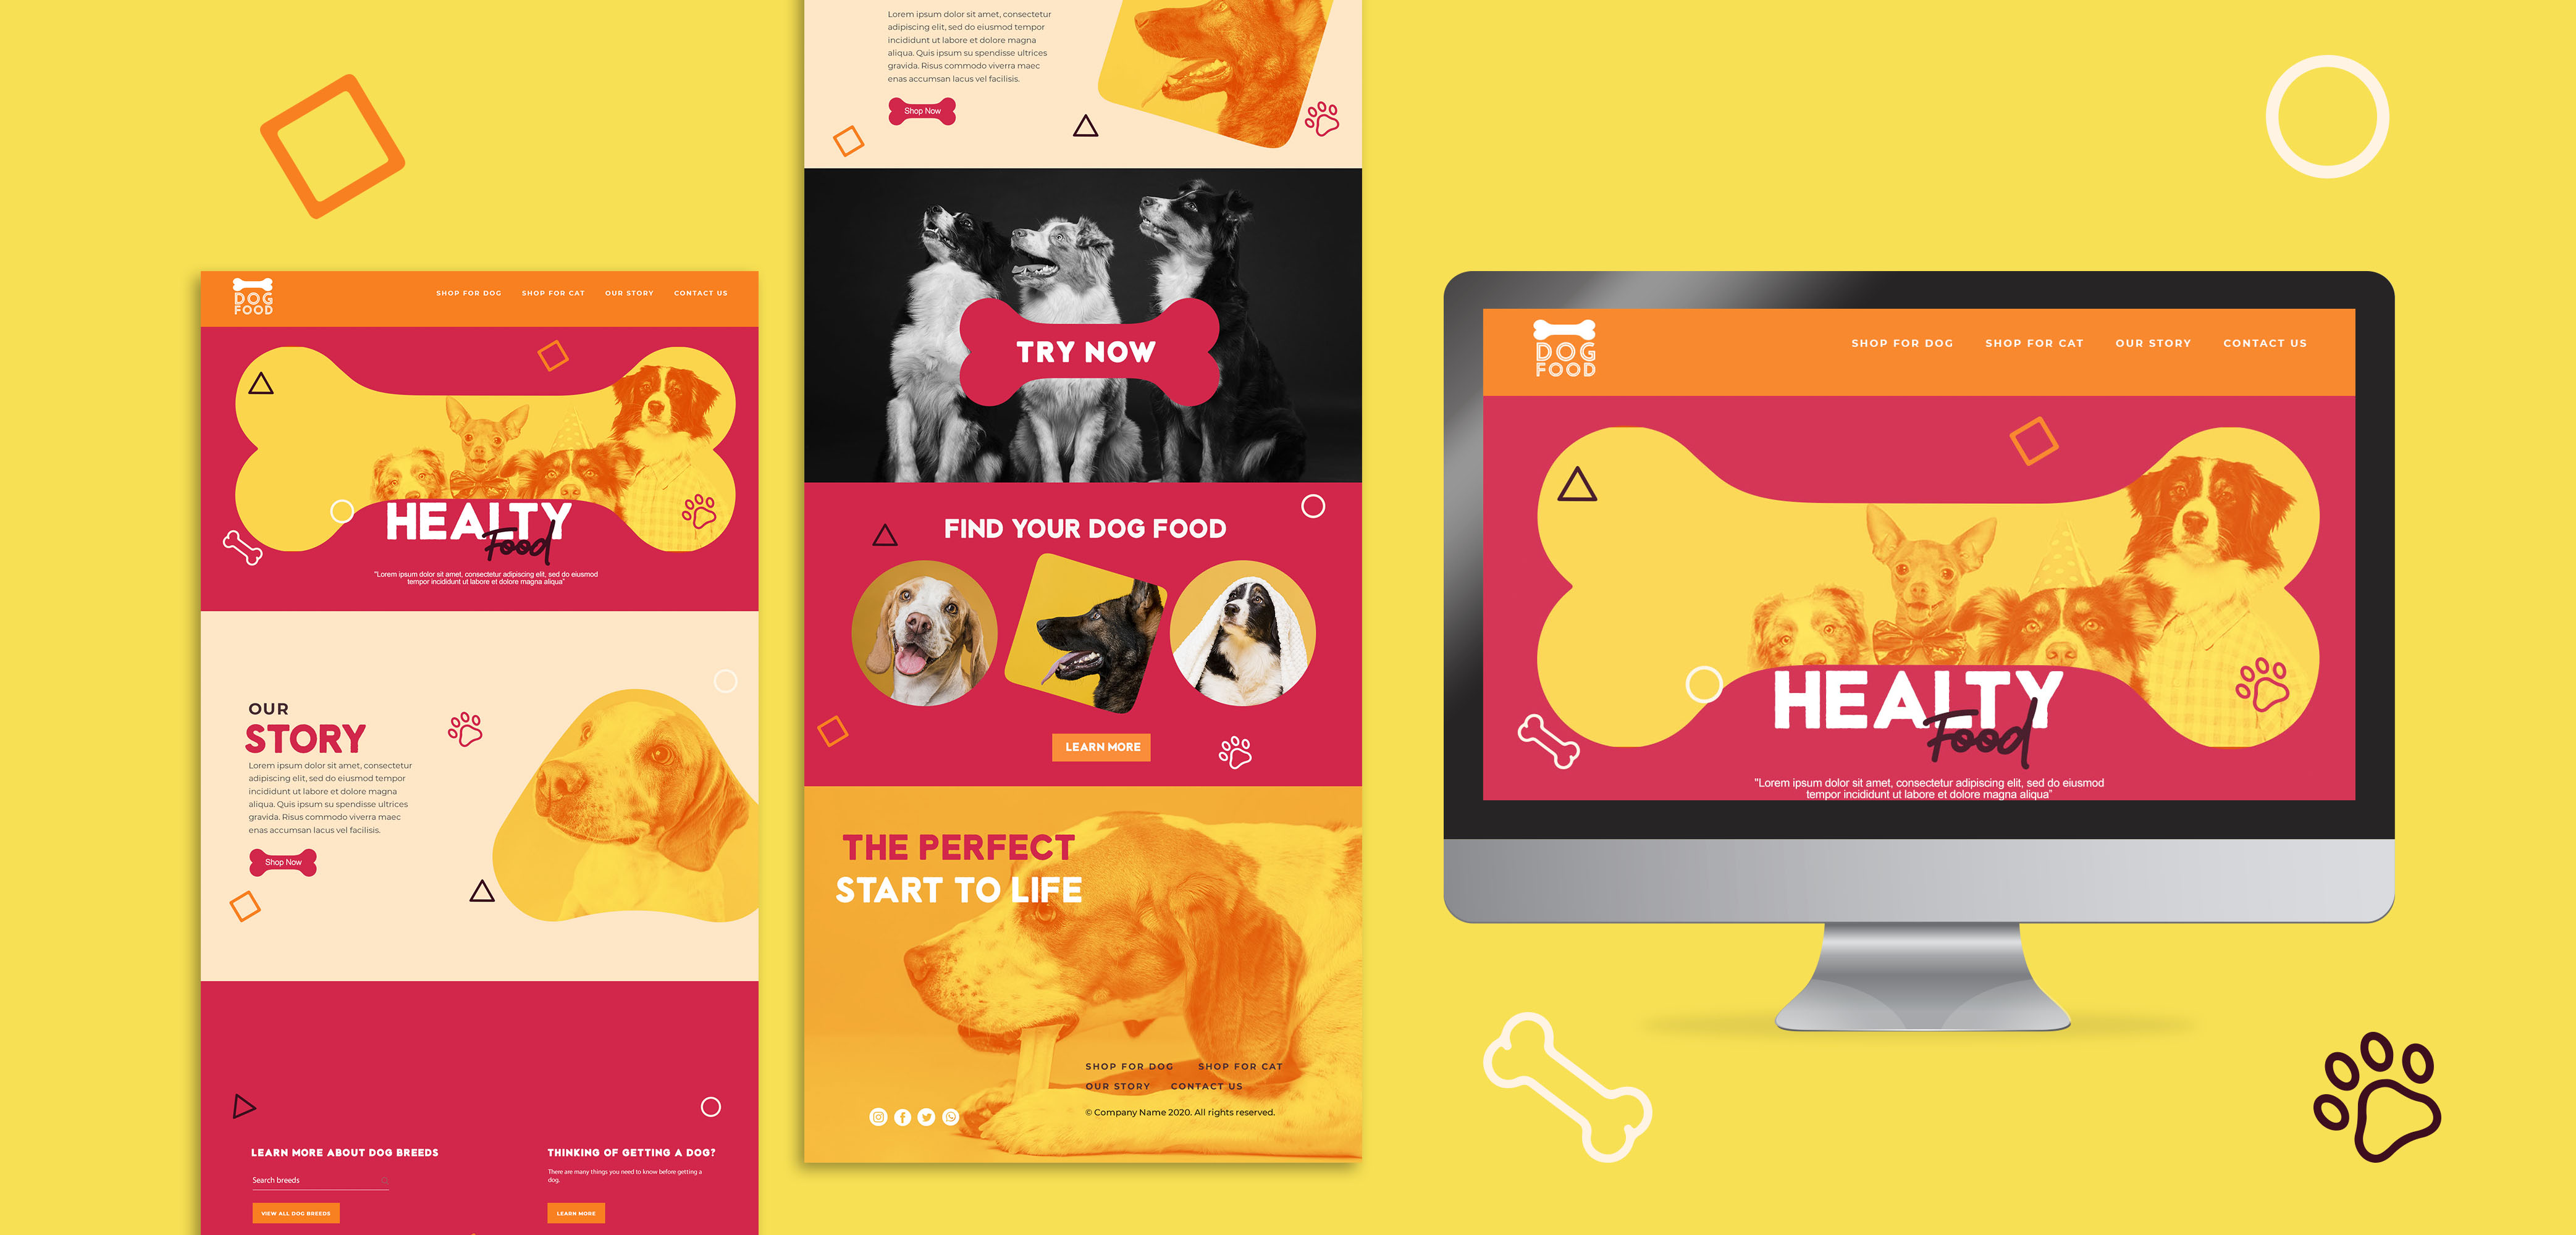 DOG
FOOD
SHOP FOR DOG SHOP FOR CAT OUR STORY CONTACT US
HEALTY
Food
"Lorem ipsum dolor sit amet, consectetur adipiscing elit, sed do eiusmod
tempor incididunt ut labore et dolore magna aliqua"
OUR
STORY
Lorem ipsum dolor sit amet, consectetur
adipiscing elit, sed do eiusmod tempor
incididunt ut labore et dolore magna
aliqua. Quis ipsum su spendisse ultrices
gravida. Risus commodo viverra maec
enas accumsan lacus vel facilisis.
Shop Now
LEARN MORE ABOUT DOG BREEDS
Search breeds
VIEW ALL DOG BREEDS
THINKING OF GETTING A DOG?
There are many things you need to know before getting a
dog.
LEARN MORE
Lorem ipsum dolor sit amet, consectetur
adipiscing elit, sed do eiusmod tempor
incididunt ut labore et dolore magna
aliqua. Quis ipsum su spendisse ultrices
gravida. Risus commodo viverra maec
enas accumsan lacus vel facilisis.
Shop Now
TRY NOW
FIND YOUR DOG FOOD
LEARN MORE
THE PERFECT
START TO LIFE
SHOP FOR DOG SHOP FOR CAT
OUR STORY CONTACT US
© Company Name 2020. All rights reserved.
DOG
FOOD
SHOP FOR DOG SHOP FOR CAT OUR STORY CONTACT US
HEALTY
Food
"Lorem ipsum dolor sit amet, consectetur adipiscing elit, sed do eiusmod
tempor incididunt ut labore et dolore magna aliqua"